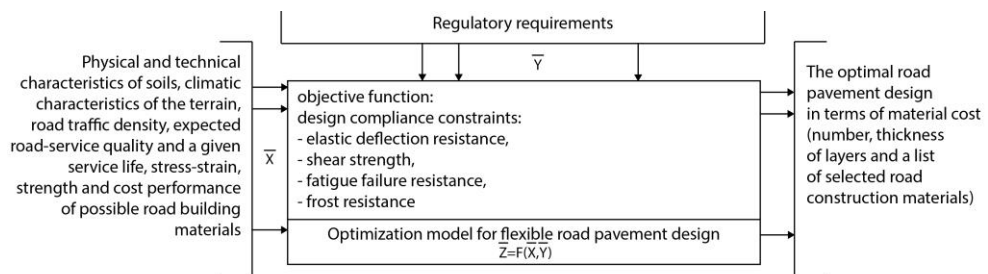 Regulatory requirements
Y
Physical and technical
characteristics of soils, climatic
characteristics of the terrain,
road traffic density, expected
road-service quality and a given
service life, stress-strain,
strength and cost performance
of possible road building
materials
X
objective function:
design compliance constraints:
- elastic deflection resistance,
- shear strength,
- fatigue failure resistance,
- frost resistance
Optimization model for flexible road pavement design
Z̅=F(X̅,Y̅)
The optimal road
pavement design
in terms of material cost
(number, thickness
of layers and a list
of selected road
construction materials)